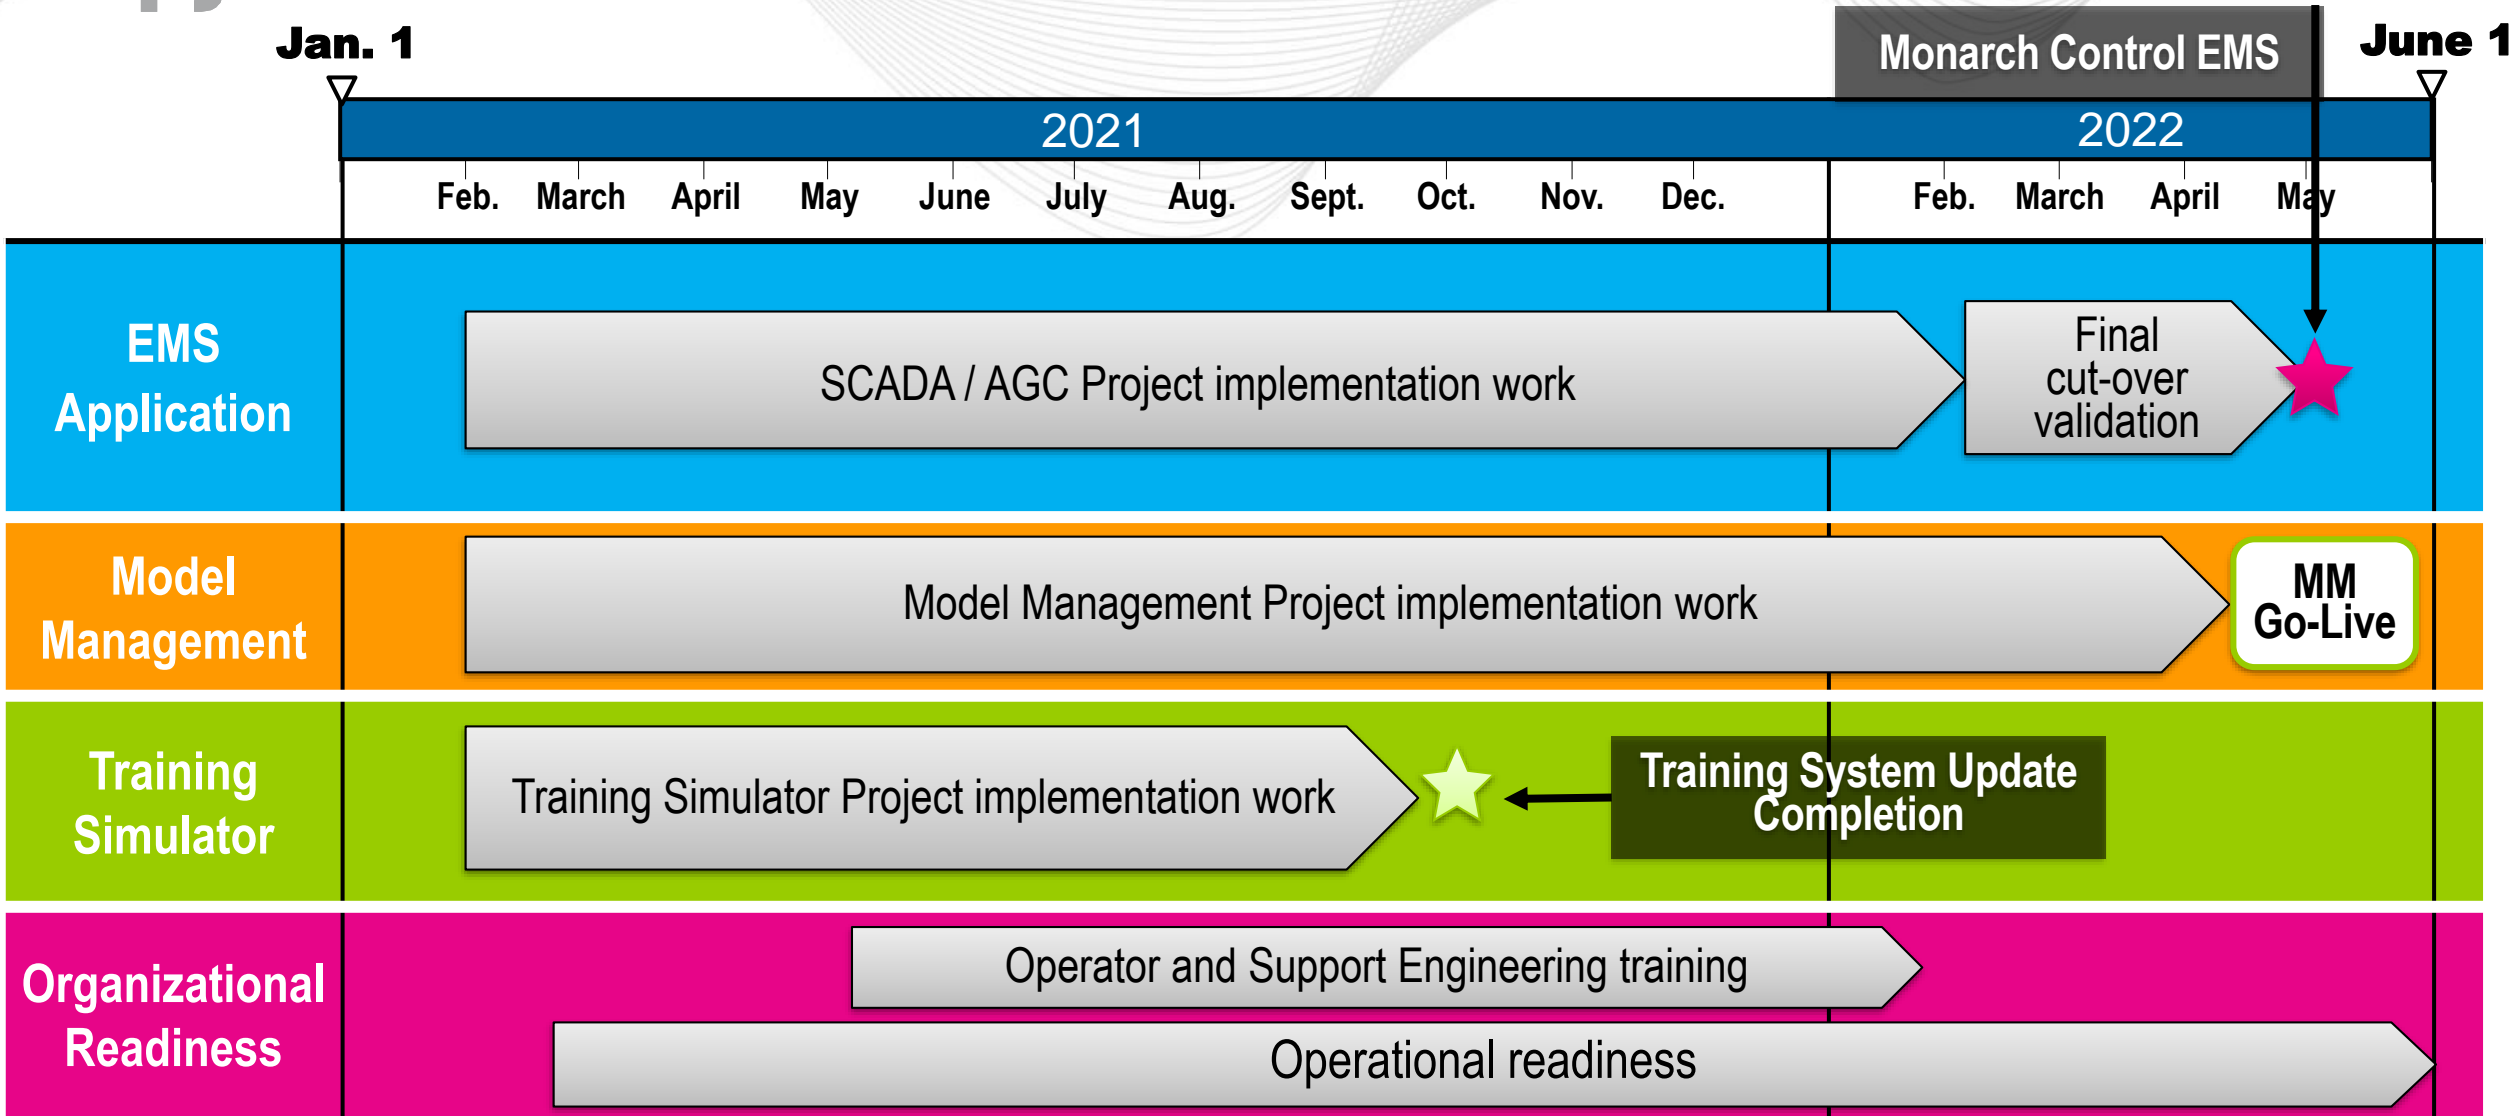 Jan. 1
Monarch Control EMS
June 1
2021
2022
Feb. March April May June July Aug. Sept. Oct. Nov. Dec. Feb. March April May
EMS
Application
SCADA / AGC Project implementation work
Final
cut-over
validation
Model
Management
Model Management Project implementation work
MM
Go-Live
Training
Simulator
Training Simulator Project implementation work
Training System Update
Completion
Organizational
Readiness
Operator and Support Engineering training
Operational readiness